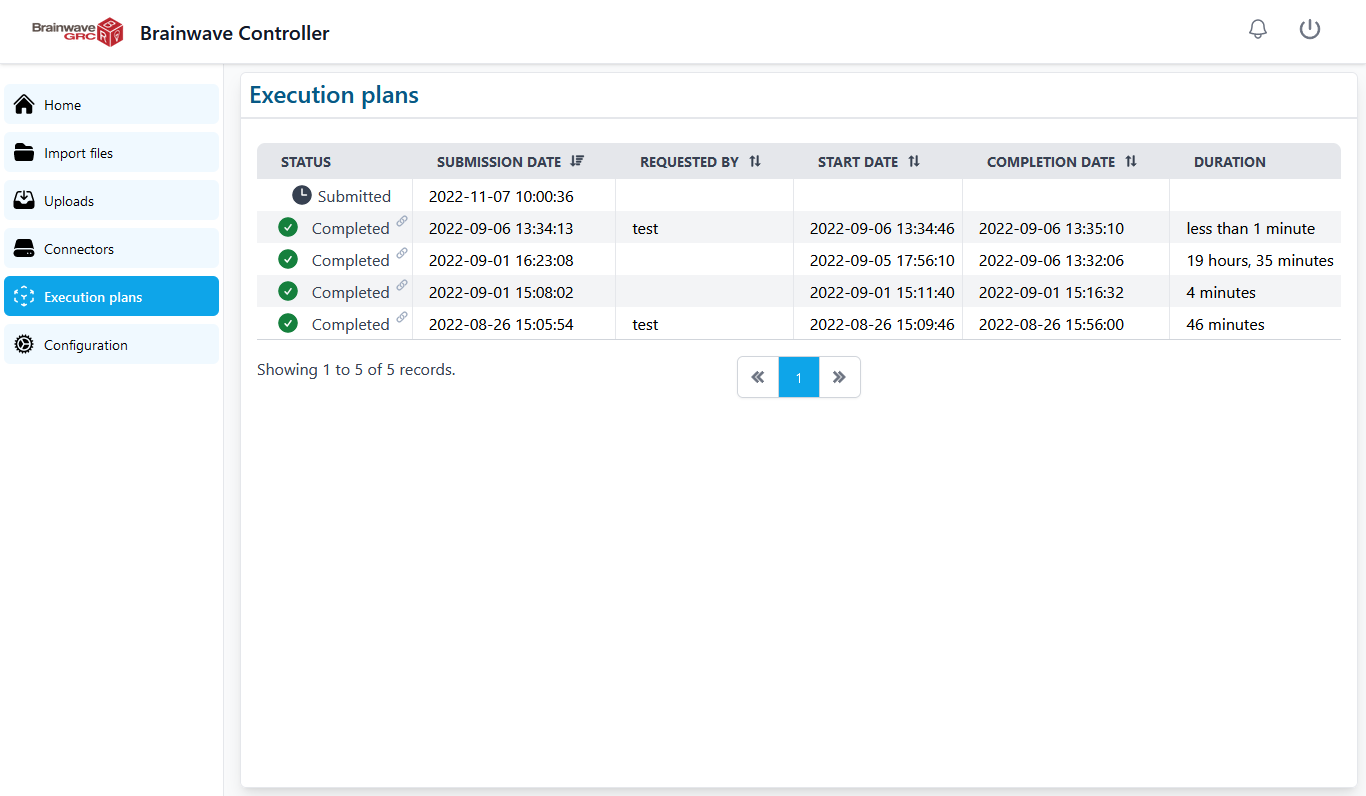 Brainwave GRC Brainwave Controller
Home
Import files
Uploads
Connectors
Execution plans
Configuration
Execution plans
STATUS SUBMISSION DATE REQUESTED BY START DATE COMPLETION DATE DURATION
Submitted 2022-11-07 10:00:36
Completed 2022-09-06 13:34:13 test 2022-09-06 13:34:46 2022-09-06 13:35:10 less than 1 minute
Completed 2022-09-01 16:23:08 2022-09-05 17:56:10 2022-09-06 13:32:06 19 hours, 35 minutes
Completed 2022-09-01 15:08:02 2022-09-01 15:11:40 2022-09-01 15:16:32 4 minutes
Completed 2022-08-26 15:05:54 test 2022-08-26 15:09:46 2022-08-26 15:56:00 46 minutes
Showing 1 to 5 of 5 records.
« 1 »